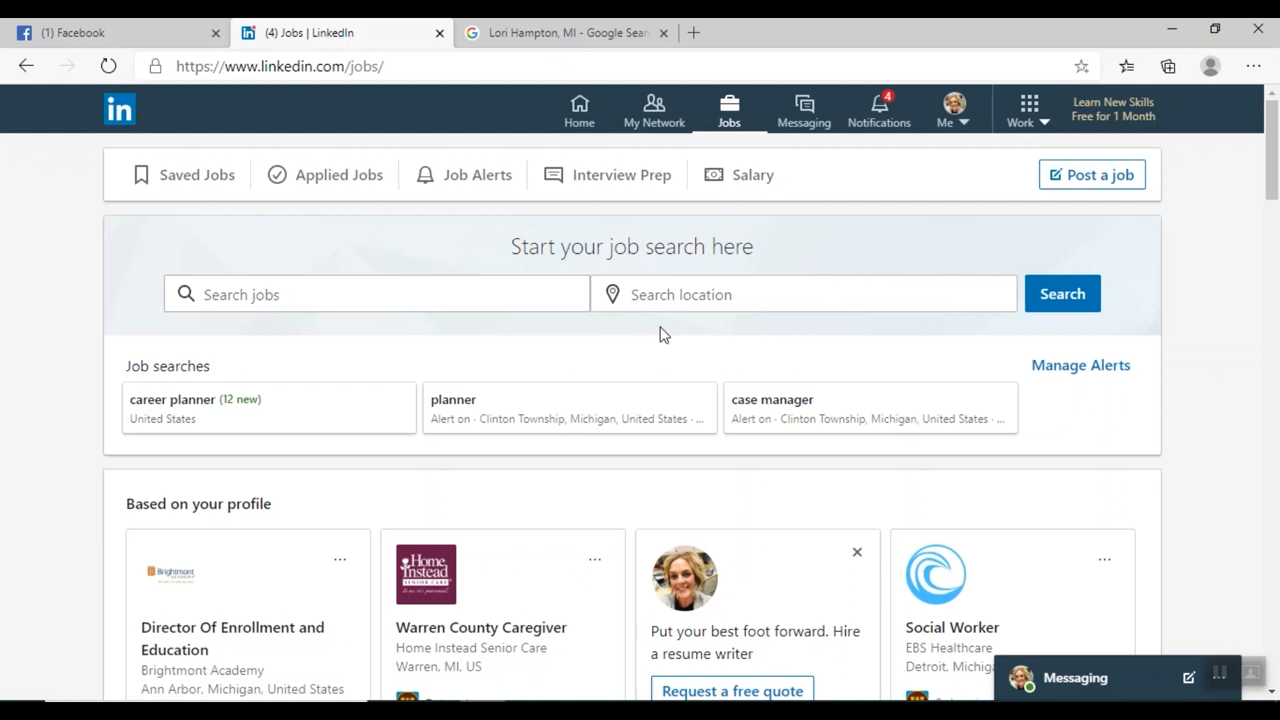 (1) Facebook
(4) Jobs | LinkedIn
Lori Hampton, MI - Google Sear
https://www.linkedin.com/jobs/
in
Home
My Network
Jobs
Messaging
4
Notifications
Me
Work
Learn New Skills
Free for 1 Month
Saved Jobs
Applied Jobs
Job Alerts
Interview Prep
Salary
Post a job
Start your job search here
Search jobs
Search location
Search
Job searches
Manage Alerts
career planner (12 new)
United States
planner
Alert on · Clinton Township, Michigan, United States · ...
case manager
Alert on · Clinton Township, Michigan, United States · ...
Based on your profile
Brightmont
Director Of Enrollment and
Education
Brightmont Academy
Ann Arbor, Michigan, United States
Home
Instead
SENIOR CARE
Warren County Caregiver
Home Instead Senior Care
Warren, MI, US
Put your best foot forward. Hire
a resume writer
Request a free quote
Social Worker
EBS Healthcare
Detroit, Michiga
Messaging